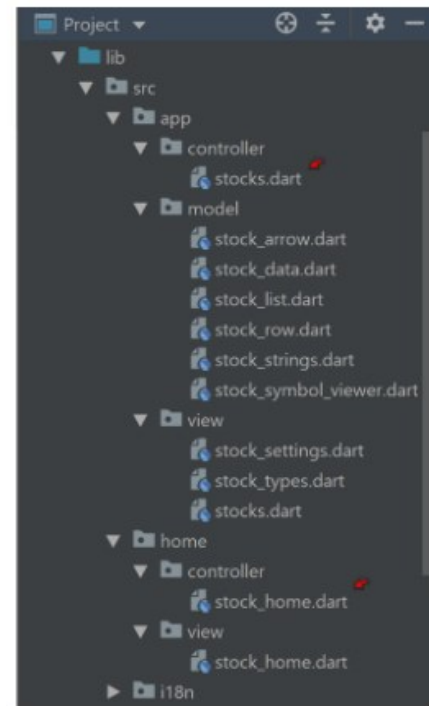 Project
lib
src
app
controller
stocks.dart
model
stock_arrow.dart
stock_data.dart
stock_list.dart
stock_row.dart
stock_strings.dart
stock_symbol_viewer.dart
view
stock_settings.dart
stock_types.dart
stocks.dart
home
controller
stock_home.dart
view
stock_home.dart
i18n